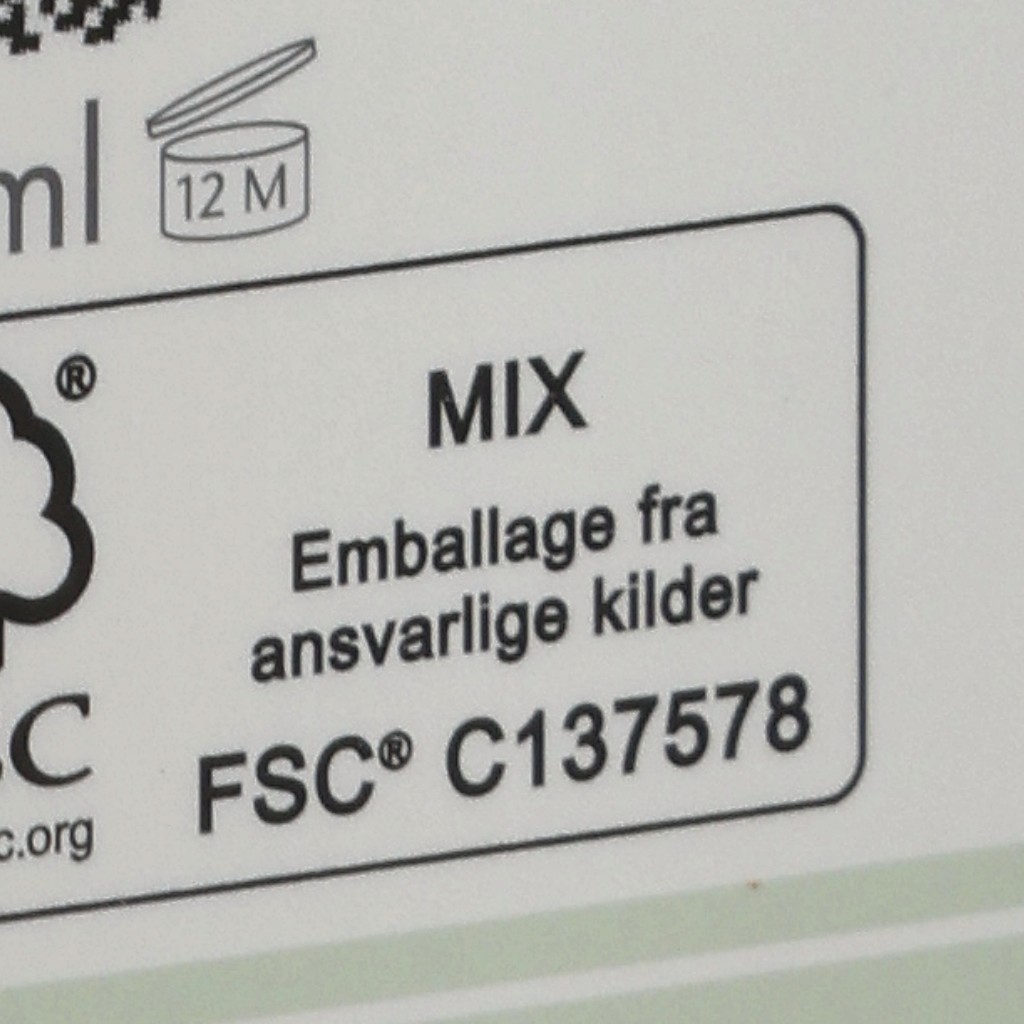 ml
12 M
®
MIX
Emballage fra
ansvarlige kilder
FSC® C137578
C
c.org